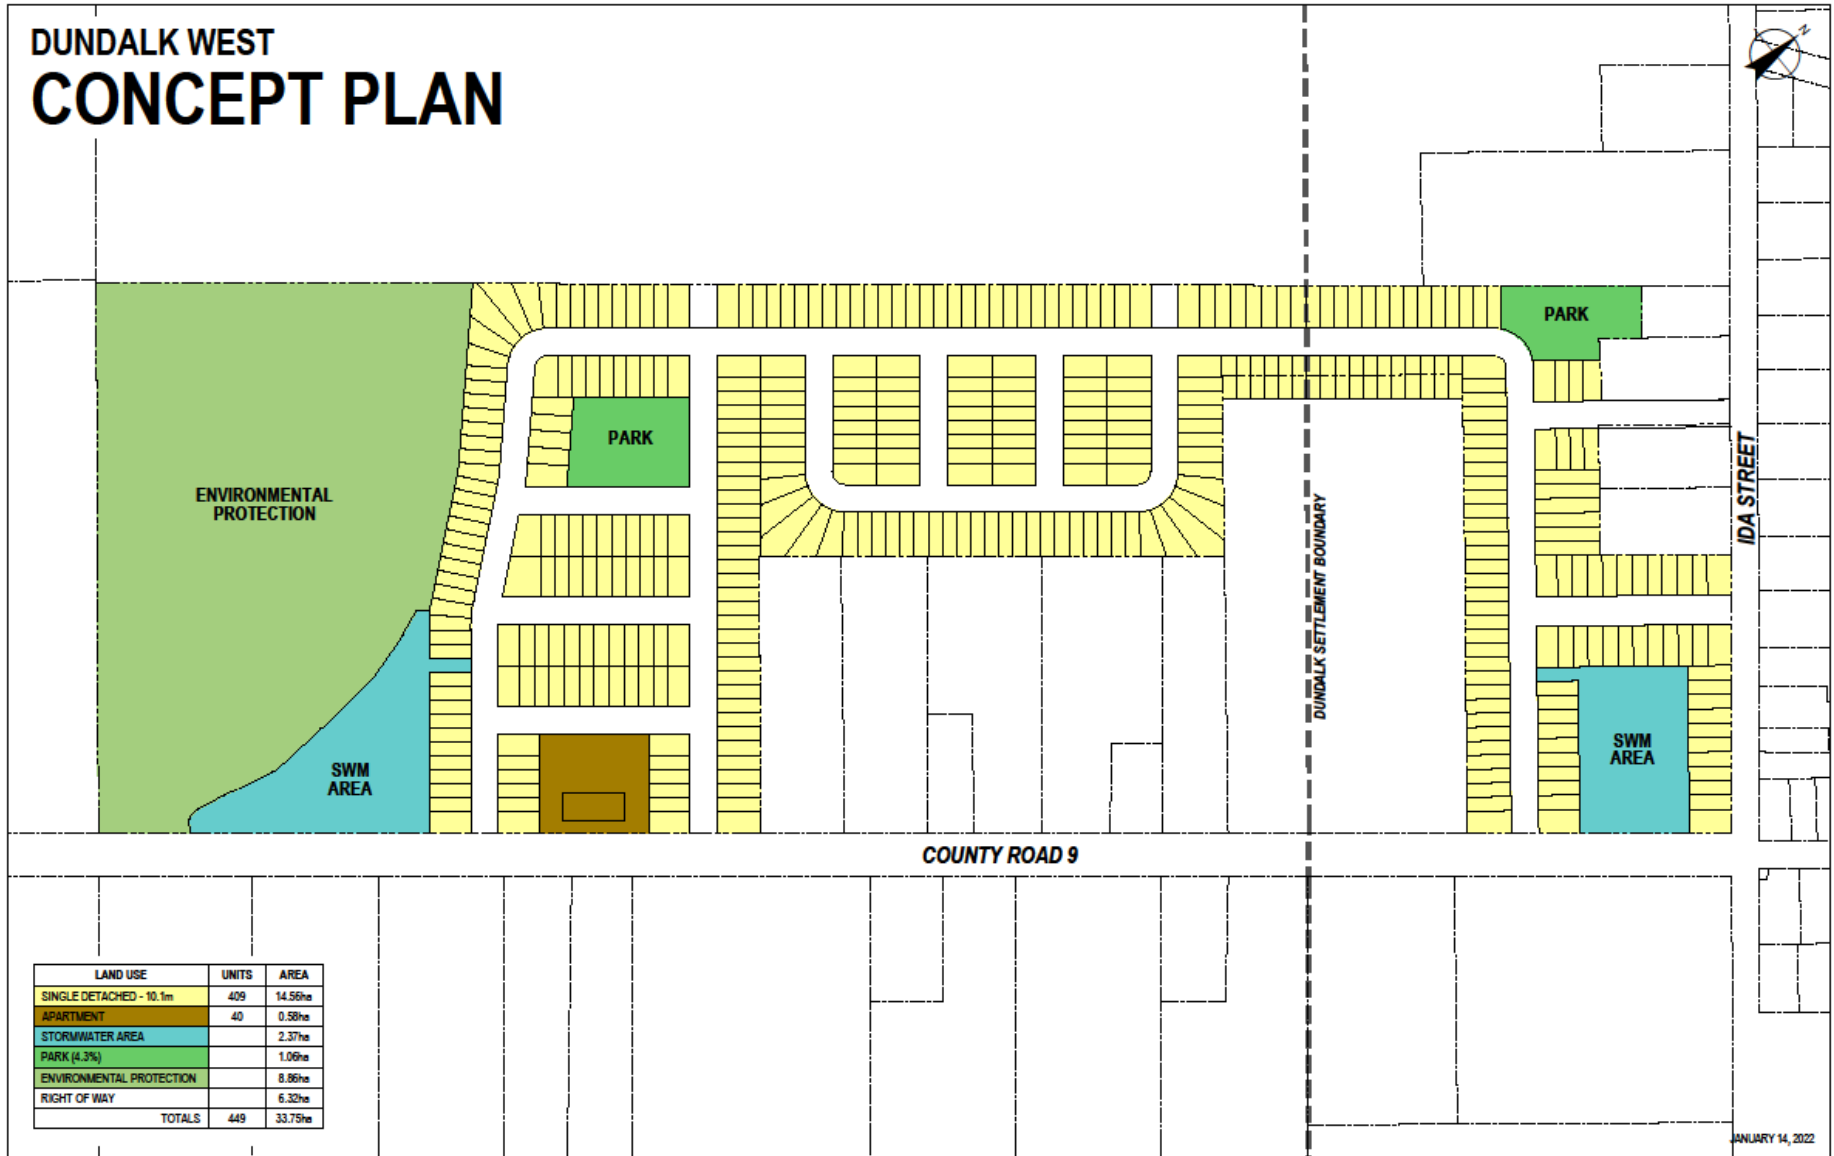 DUNDALK WEST
CONCEPT PLAN
N
PARK
PARK
ENVIRONMENTAL
PROTECTION
IDA STREET
DUNDALK SETTLEMENT BOUNDARY
SWM
AREA
SWM
AREA
COUNTY ROAD 9
LAND USE UNITS AREA
SINGLE DETACHED - 10.1m 409 14.56ha
APARTMENT 40 0.58ha
STORMWATER AREA 2.37ha
PARK (4.3%) 1.06ha
ENVIRONMENTAL PROTECTION 8.86ha
RIGHT OF WAY 6.32ha
TOTALS 449 33.75ha
JANUARY 14, 2022